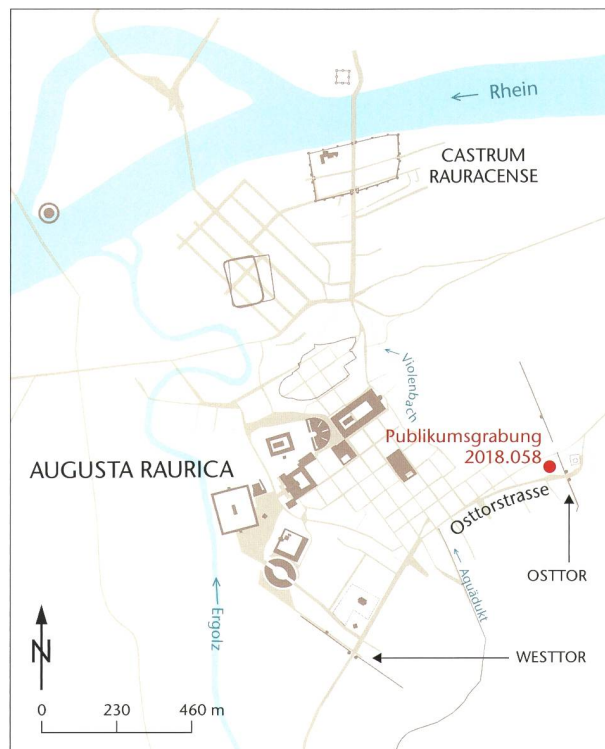 Rhein
CASTRUM
RAURACENSE
Violenbach
Publikumsgrabung
2018.058
AUGUSTA RAURICA
Osttorstrasse
OSTTOR
Aquädukt
Ergolz
WESTTOR
N
0 230 460 m